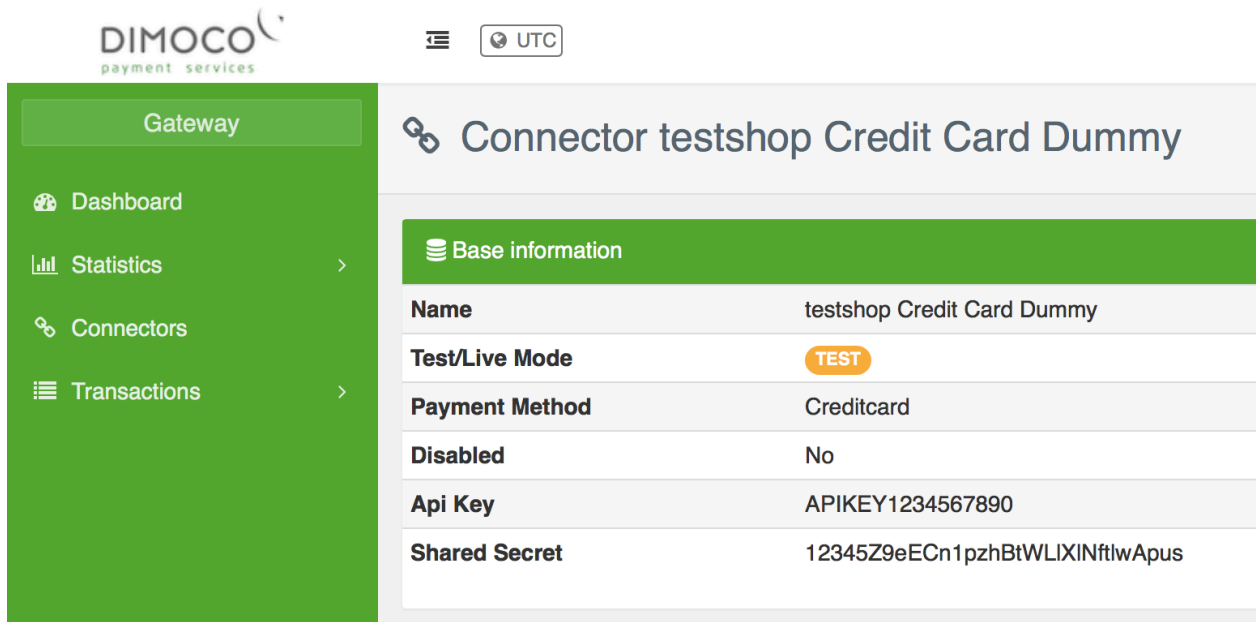 DIMOCO
payment services
UTC
Gateway
Dashboard
Statistics
Connectors
Transactions
Connector testshop Credit Card Dummy
Base information
Name testshop Credit Card Dummy
Test/Live Mode TEST
Payment Method Creditcard
Disabled No
Api Key APIKEY1234567890
Shared Secret 12345Z9eECn1pzhBtWLlXlNftlwApus